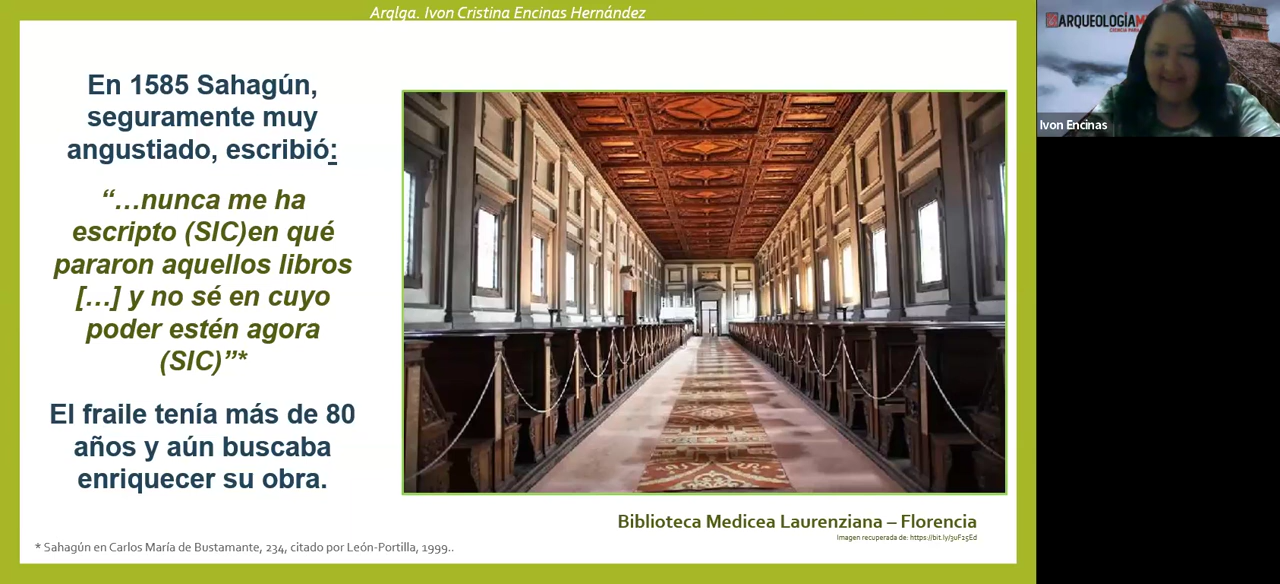 Arqlga. Ivon Cristina Encinas Hernández
En 1585 Sahagún,
seguramente muy
angustiado, escribió:
“…nunca me ha
escripto (SIC)en qué
pararon aquellos libros
[…] y no sé en cuyo
poder estén agora
(SIC)”*
El fraile tenía más de 80
años y aún buscaba
enriquecer su obra.
Biblioteca Medicea Laurenziana – Florencia
Imagen recuperada de: https://bit.ly/3uF25Ed
* Sahagún en Carlos María de Bustamante, 234, citado por León-Portilla, 1999..
ARQUEOLOGÍA
CIENCIA
Ivon Encinas